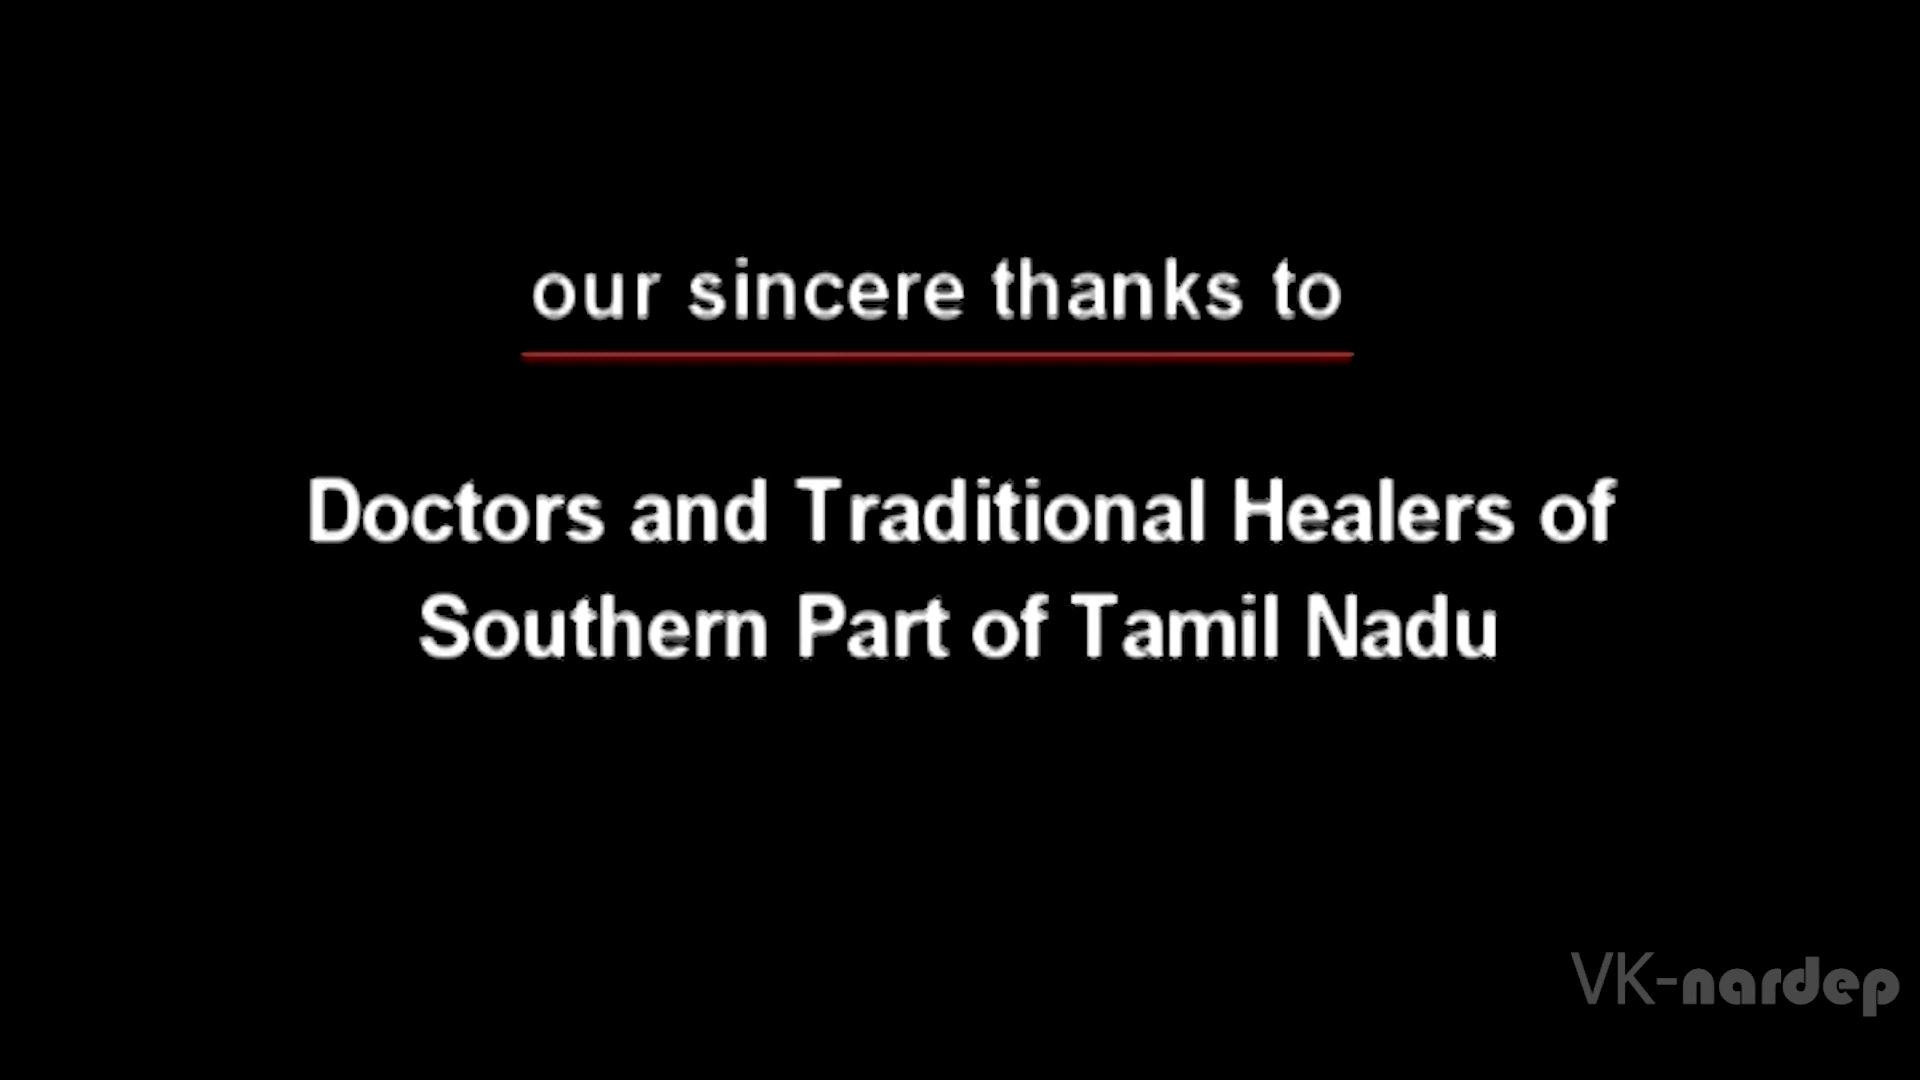 our sincere thanks to
Doctors and Traditional Healers of
Southern Part of Tamil Nadu
VK-nardep